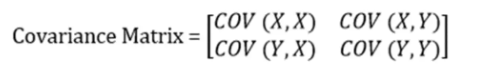 Covariance Matrix = [COV (X,X) COV (X,Y)]
[COV (Y,X) COV (Y,Y)]